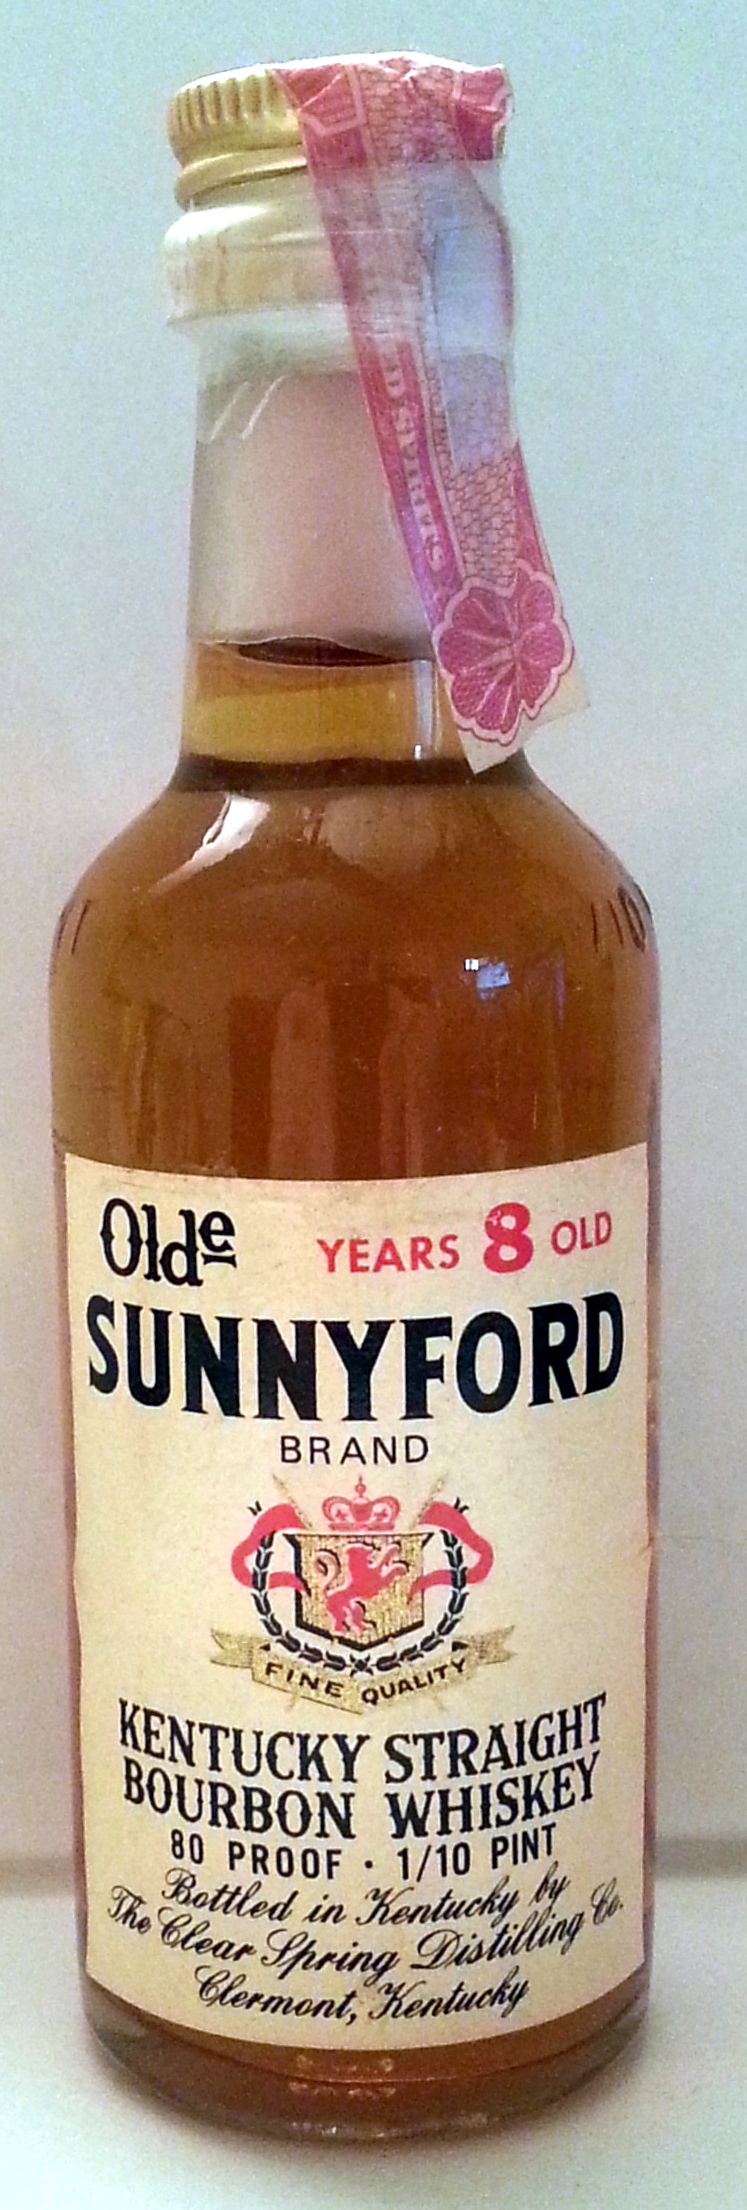 Olde
YEARS 8 OLD
SUNNYFORD
BRAND
FINE QUALITY
KENTUCKY STRAIGHT
BOURBON WHISKEY
80 PROOF · 1/10 PINT
Bottled in Kentucky by
The Clear Spring Distilling Co.
Clermont, Kentucky